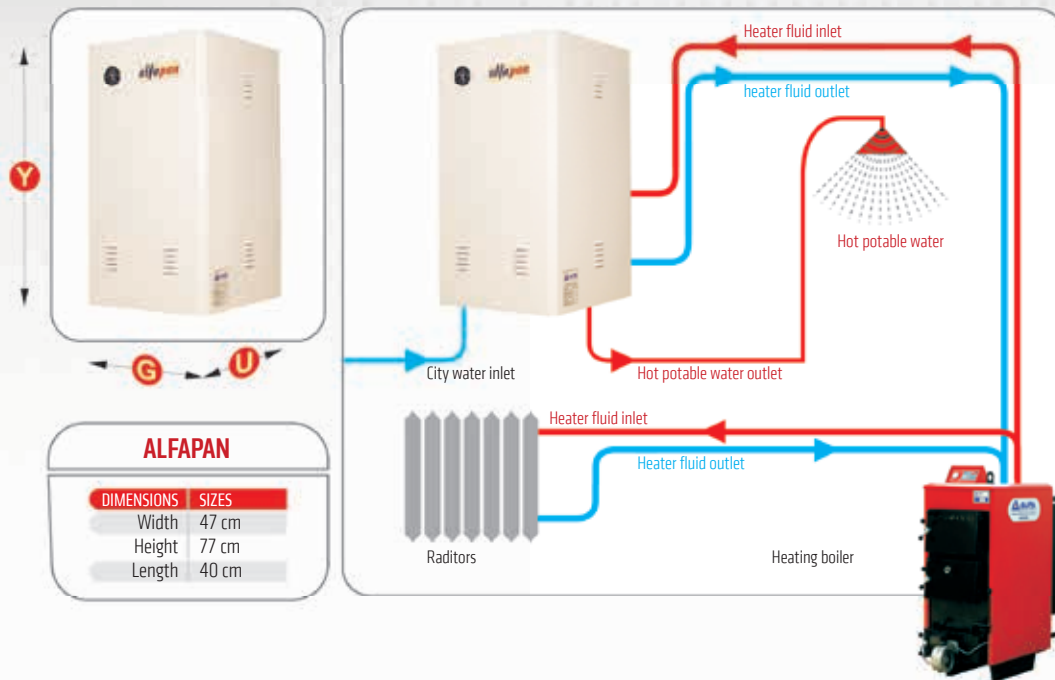 alfapan
Y
G
U
ALFAPAN
DIMENSIONS SIZES
Width 47 cm
Height 77 cm
Length 40 cm
alfapan
Heater fluid inlet
heater fluid outlet
Hot potable water
City water inlet
Hot potable water outlet
Heater fluid inlet
Heater fluid outlet
Raditors
Heating boiler